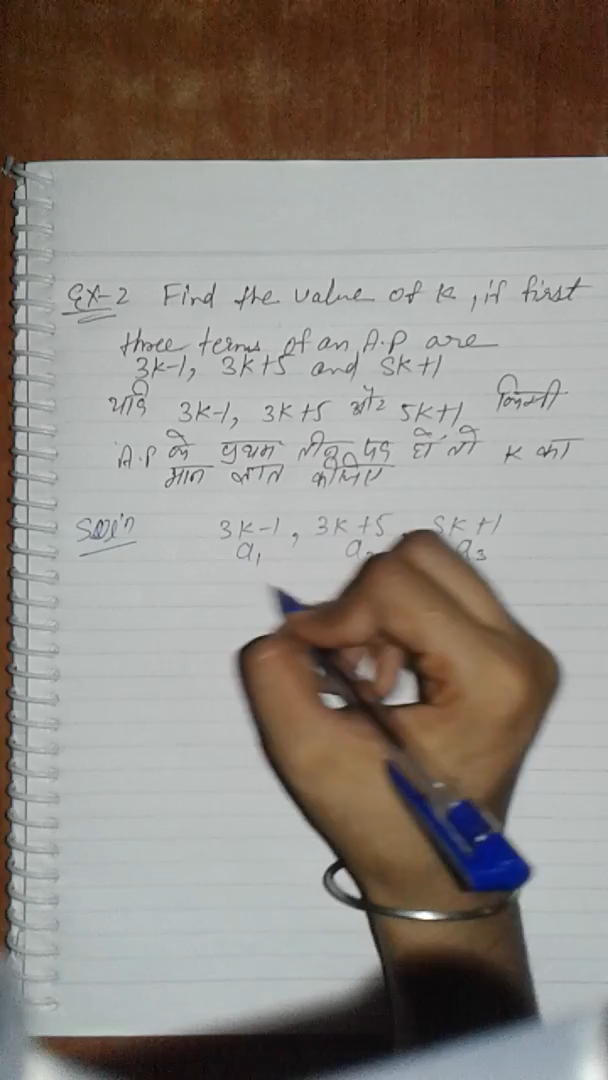 Ex-2 Find the value of k, if first
three terms of an A.P are
3k-1, 3k+5 and 5k+1
यदि 3k-1, 3k+5 और 5k+1 किसी
A.P के प्रथम तीन पद हों तो K का
मान ज्ञात कीजिए
Sol'n 3k-1, 3k+5, 5k+1
a₁ a₃